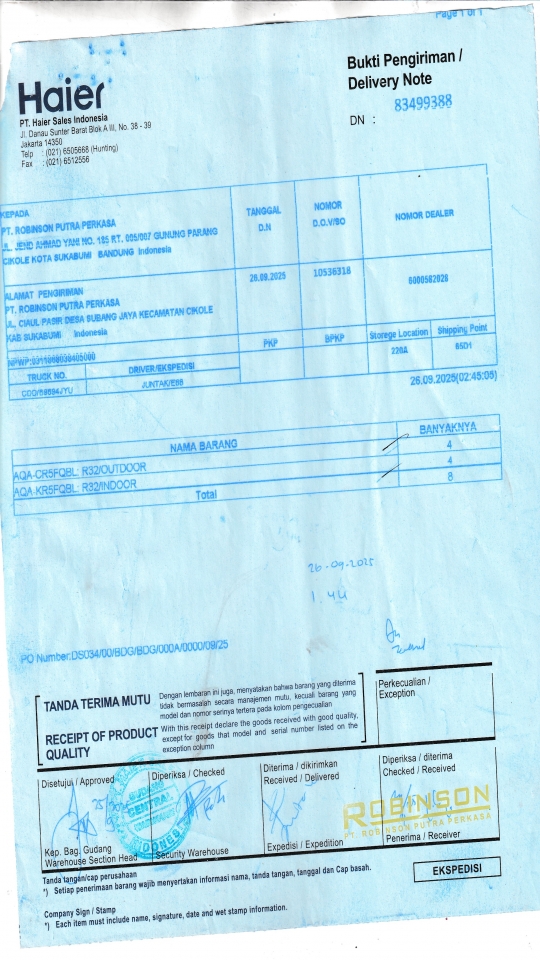 Page 1 of 1
Haier
PT. Haier Sales Indonesia
Jl. Danau Sunter Barat Blok A III, No. 38 - 39
Jakarta 14350
Telp : (021) 6505668 (Hunting)
Fax : (021) 6512556
Bukti Pengiriman /
Delivery Note
DN : 83499388
KEPADA
PT. ROBINSON PUTRA PERKASA
JL. JEND AHMAD YANI NO. 185 RT. 005/007 GUNUNG PARANG
CIKOLE KOTA SUKABUMI BANDUNG Indonesia
TANGGAL
D.N
NOMOR
D.O.V/SO
NOMOR DEALER
ALAMAT PENGIRIMAN
PT. ROBINSON PUTRA PERKASA
JL. CIAUL PASIR DESA SUBANG JAYA KECAMATAN CIKOLE
KAB SUKABUMI Indonesia
26.09.2025
10536318
6000582028
PKP
BPKP
Storege Location
Shipping Point
220A
85D1
TRUCK NO.
DRIVER/EKSPEDISI
26.09.2025(02:45:05)
NAMA BARANG
BANYAKNYA
AQA-CR5FQBL: R32/OUTDOOR 4
AQA-KR5FQBL: R32/INDOOR 4
Total 8
26-09-2025
1.44
PO Number:DS034/00/BDG/BDG/000A/0000/09/25
TANDA TERIMA MUTU
Dengan lembaran ini juga, menyatakan bahwa barang yang diterima
tidak bermasalah secara manajemen mutu, kecuali barang yang
model dan nomor serinya tertera pada kolom pengecualian
RECEIPT OF PRODUCT
QUALITY
With this receipt declare the goods received with good quality,
except for goods that model and serial number listed on the
exception column
Perkecualian /
Exception
Disetujui / Approved
Diperiksa / Checked
Diterima / dikirimkan
Received / Delivered
Diperiksa / diterima
Checked / Received
GUDANG
CENTRAL
ROBINSON
PT. ROBINSON PUTRA PERKASA
Kep. Bag. Gudang
Warehouse Section Head
Security Warehouse
Expedisi / Expedition
Penerima / Receiver
Tanda tangan/cap perusahaan
*) Setiap penerimaan barang wajib menyertakan informasi nama, tanda tangan, tanggal dan Cap basah.
EKSPEDISI
Company Sign / Stamp
*) Each item must include name, signature, date and wet stamp information.